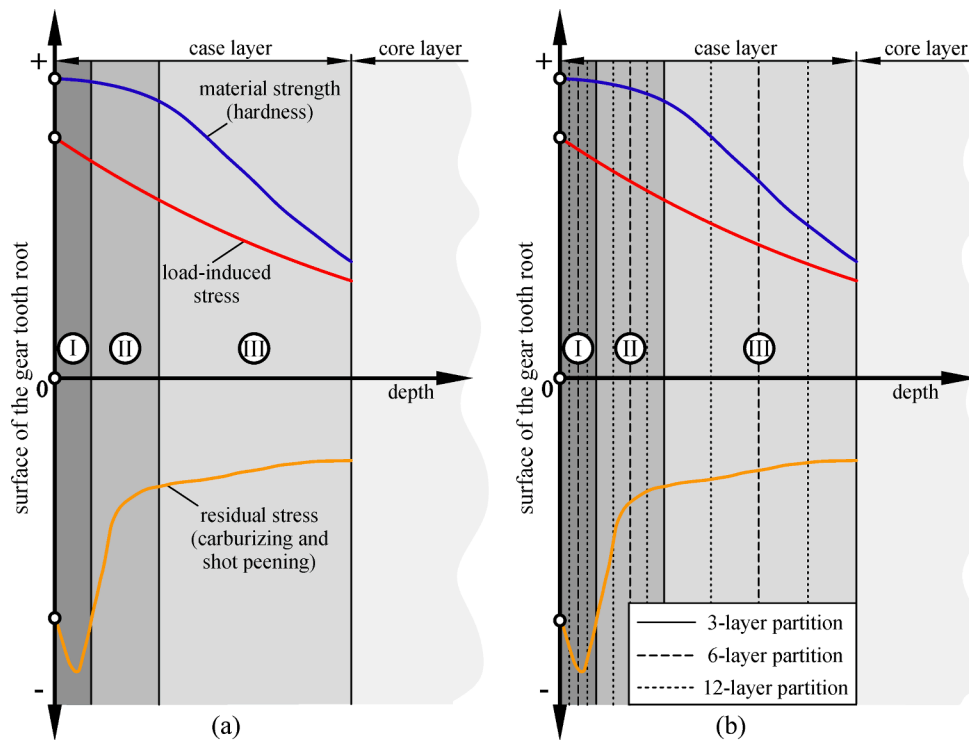 case layer
core layer
+
material strength
(hardness)
load-induced
stress
surface of the gear tooth root
I
II
III
0
depth
residual stress
(carburizing and
shot peening)
-
(a)
case layer
core layer
+
surface of the gear tooth root
I
II
III
0
depth
3-layer partition
6-layer partition
12-layer partition
-
(b)